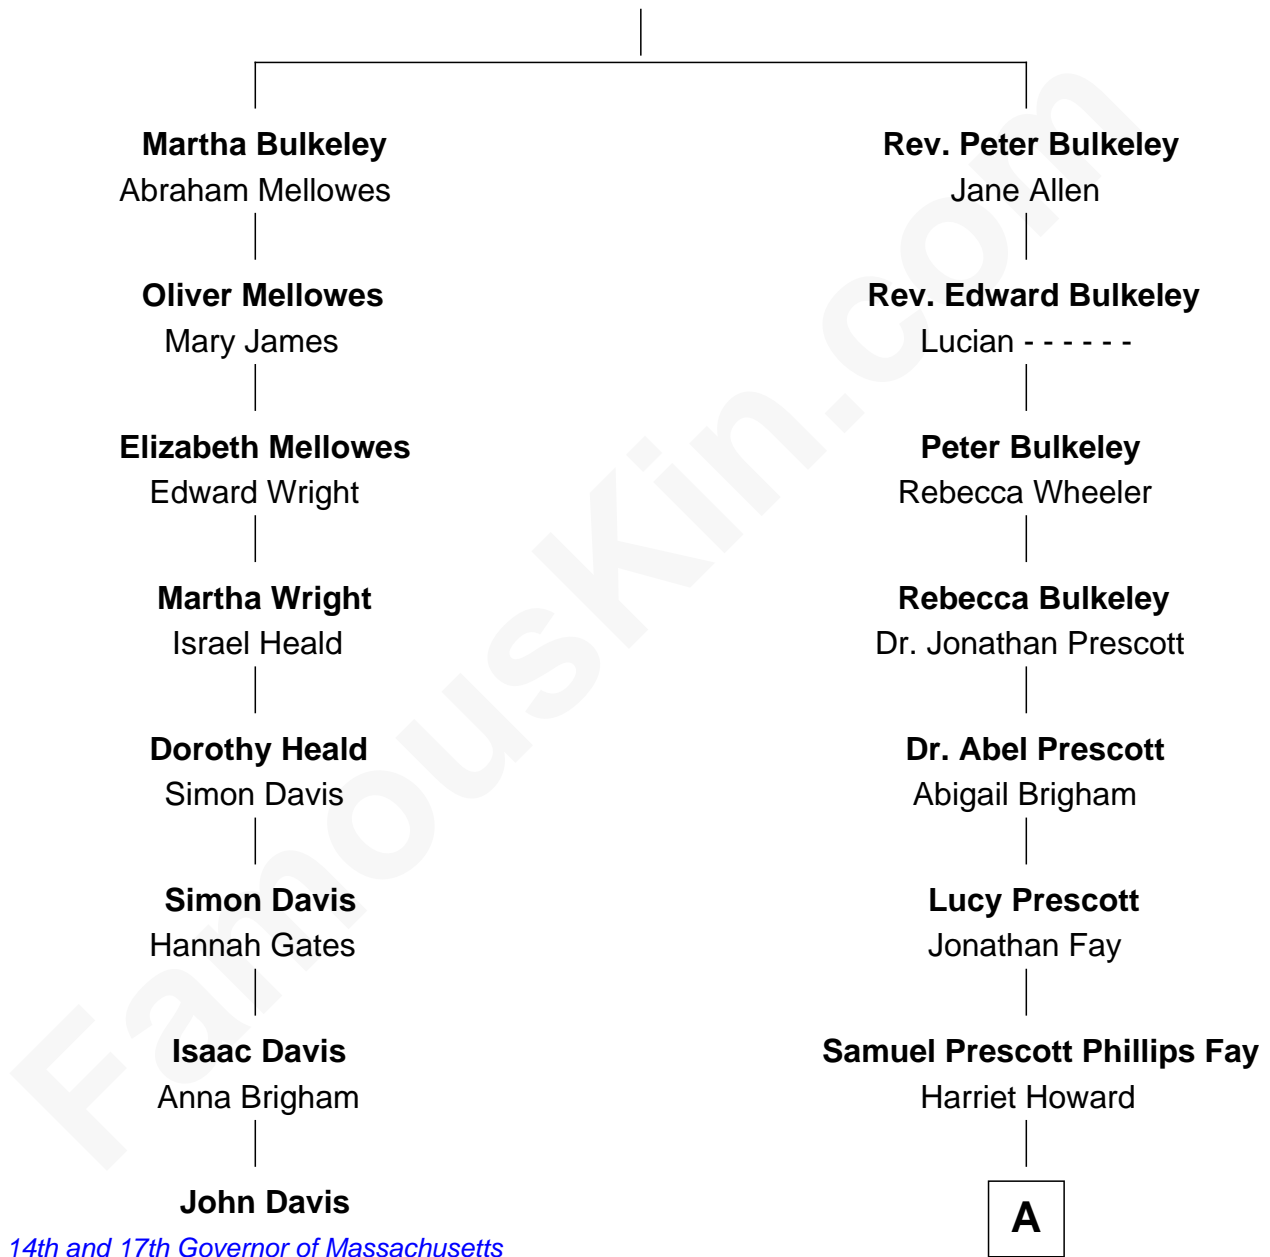 Martha Bulkeley
Abraham Mellowes
Rev. Peter Bulkeley
Jane Allen
Oliver Mellowes
Mary James
Rev. Edward Bulkeley
Lucian - - - - - -
Elizabeth Mellowes
Edward Wright
Peter Bulkeley
Rebecca Wheeler
Martha Wright
Israel Heald
Rebecca Bulkeley
Dr. Jonathan Prescott
Dorothy Heald
Simon Davis
Dr. Abel Prescott
Abigail Brigham
Simon Davis
Hannah Gates
Lucy Prescott
Jonathan Fay
Isaac Davis
Anna Brigham
Samuel Prescott Phillips Fay
Harriet Howard
John Davis
14th and 17th Governor of Massachusetts
A
FamousKin.com